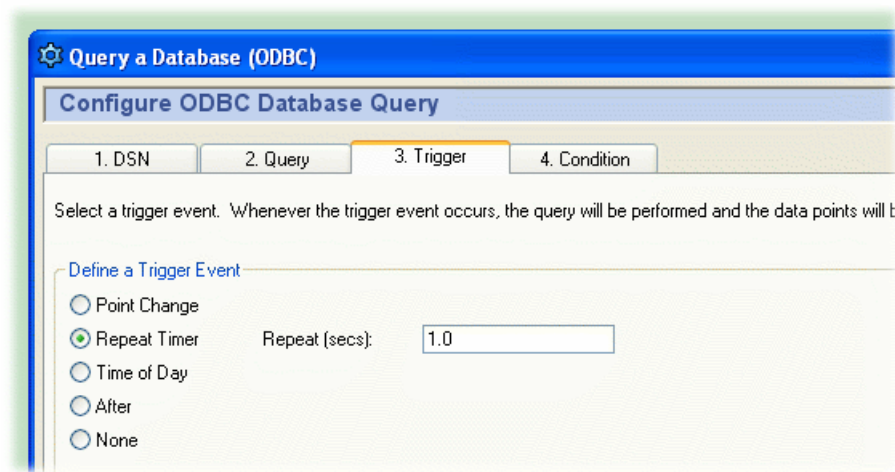 Query a Database (ODBC)
Configure ODBC Database Query
1. DSN 2. Query 3. Trigger 4. Condition
Select a trigger event. Whenever the trigger event occurs, the query will be performed and the data points will
Define a Trigger Event
Point Change
Repeat Timer Repeat (secs): 1.0
Time of Day
After
None